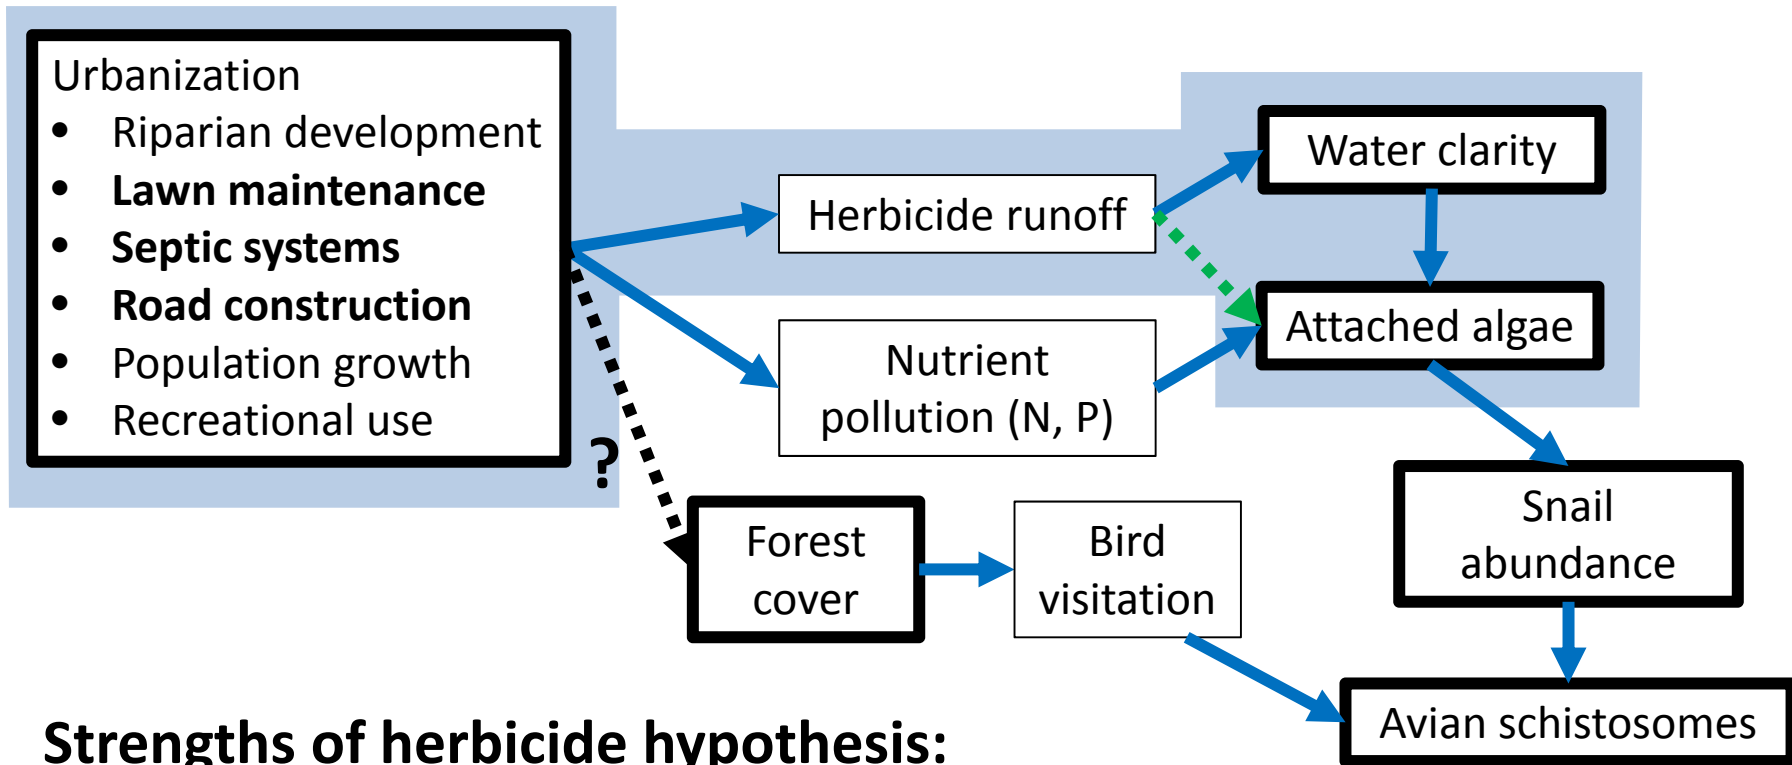 Urbanization
• Riparian development
• Lawn maintenance
• Septic systems
• Road construction
• Population growth
• Recreational use
?
Herbicide runoff
Nutrient
pollution (N, P)
Water clarity
Attached algae
Forest
cover
Bird
visitation
Snail
abundance
Avian schistosomes
Strengths of herbicide hypothesis: